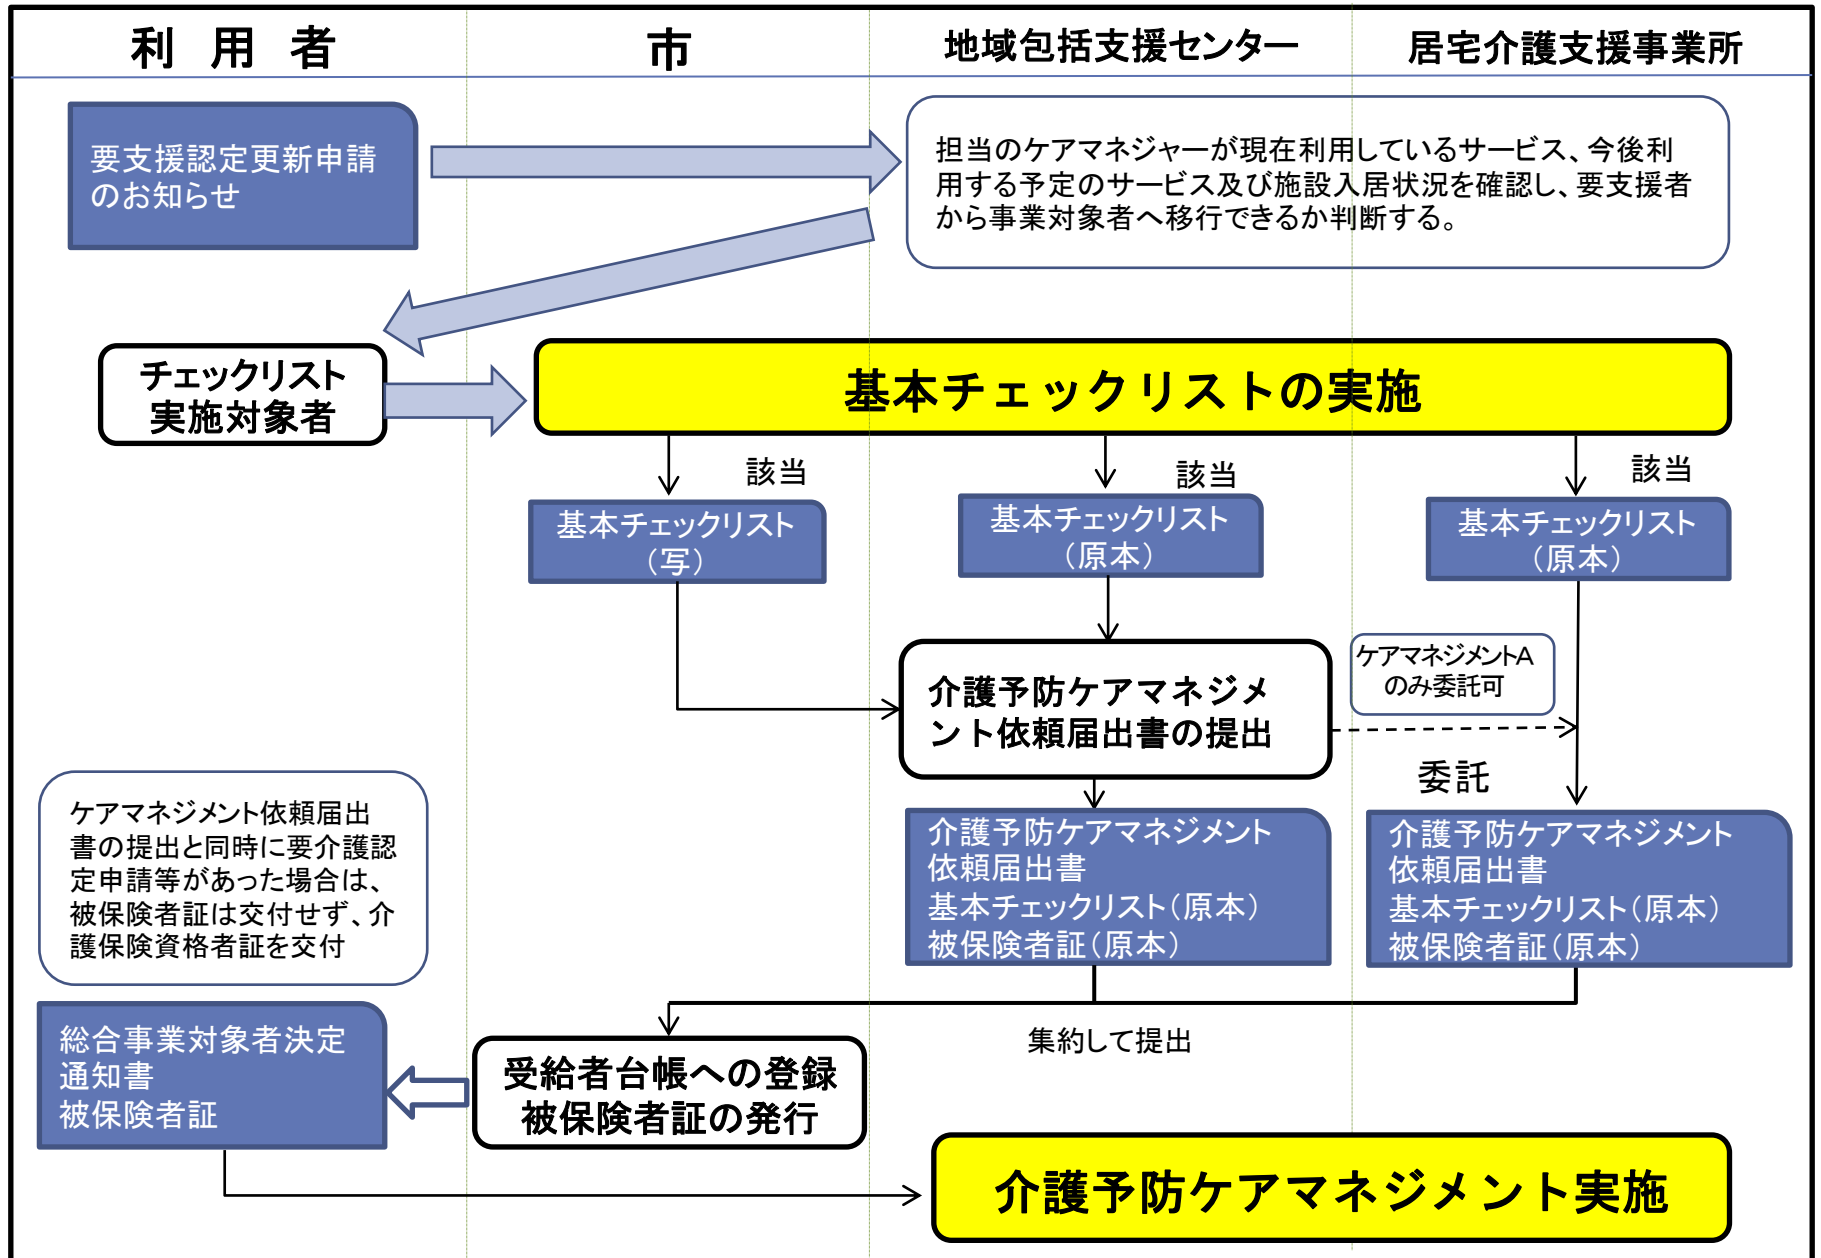 利用者
市
地域包括支援センター
居宅介護支援事業所
要支援認定更新申請
のお知らせ
担当のケアマネジャーが現在利用しているサービス、今後利
用する予定のサービス及び施設入居状況を確認し、要支援者
から事業対象者へ移行できるか判断する。
チェックリスト
実施対象者
基本チェックリストの実施
該当
該当
該当
基本チェックリスト
(写)
基本チェックリスト
(原本)
基本チェックリスト
(原本)
介護予防ケアマネジメ
ント依頼届出書の提出
ケアマネジメントA
のみ委託可
委託
ケアマネジメント依頼届出
書の提出と同時に要介護認
定申請等があった場合は、
被保険者証は交付せず、介
護保険資格者証を交付
介護予防ケアマネジメント
依頼届出書
基本チェックリスト(原本)
被保険者証(原本)
介護予防ケアマネジメント
依頼届出書
基本チェックリスト(原本)
被保険者証(原本)
集約して提出
総合事業対象者決定
通知書
被保険者証
受給者台帳への登録
被保険者証の発行
介護予防ケアマネジメント実施